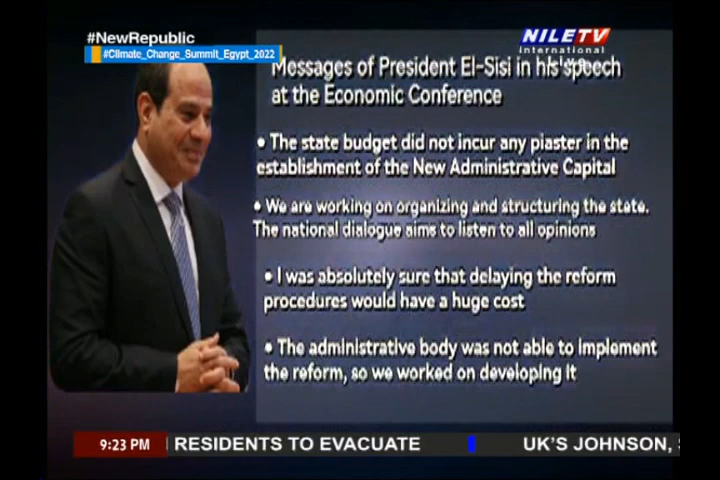 #NewRepublic
#Climate_Change_Summit_Egypt_2022
NILE TV
International
Live
Messages of President El-Sisi in his speech
at the Economic Conference
• The state budget did not incur any piaster in the
establishment of the New Administrative Capital
• We are working on organizing and structuring the state.
The national dialogue aims to listen to all opinions
• I was absolutely sure that delaying the reform
procedures would have a huge cost
• The administrative body was not able to implement
the reform, so we worked on developing it
9:23 PM RESIDENTS TO EVACUATE UK'S JOHNSON,